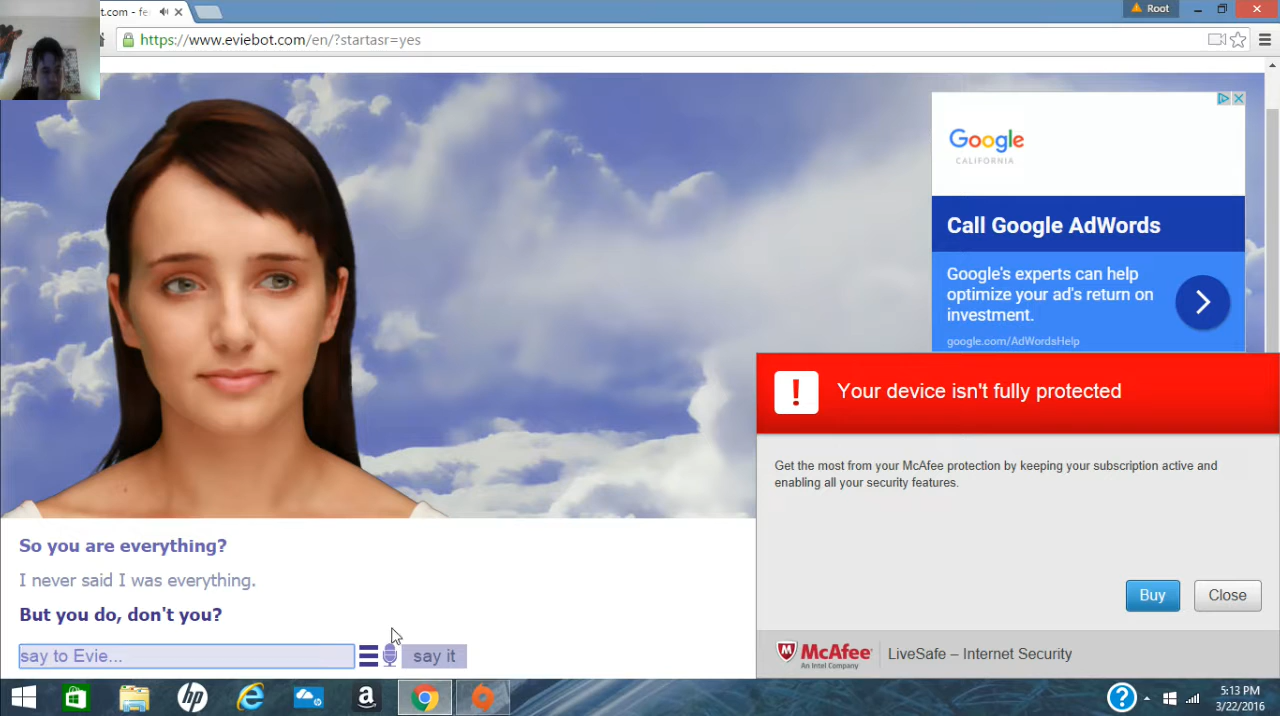 t.com - fe
Root
https://www.eviebot.com/en/?startasr=yes
Google
CALIFORNIA
Call Google AdWords
Google's experts can help
optimize your ad's return on
investment.
google.com/AdWordsHelp
Your device isn't fully protected
Get the most from your McAfee protection by keeping your subscription active and
enabling all your security features.
So you are everything?
I never said I was everything.
But you do, don't you?
say to Evie...
say it
Buy
Close
McAfee
An Intel Company
LiveSafe – Internet Security
hp
a
?
5:13 PM
3/22/2016